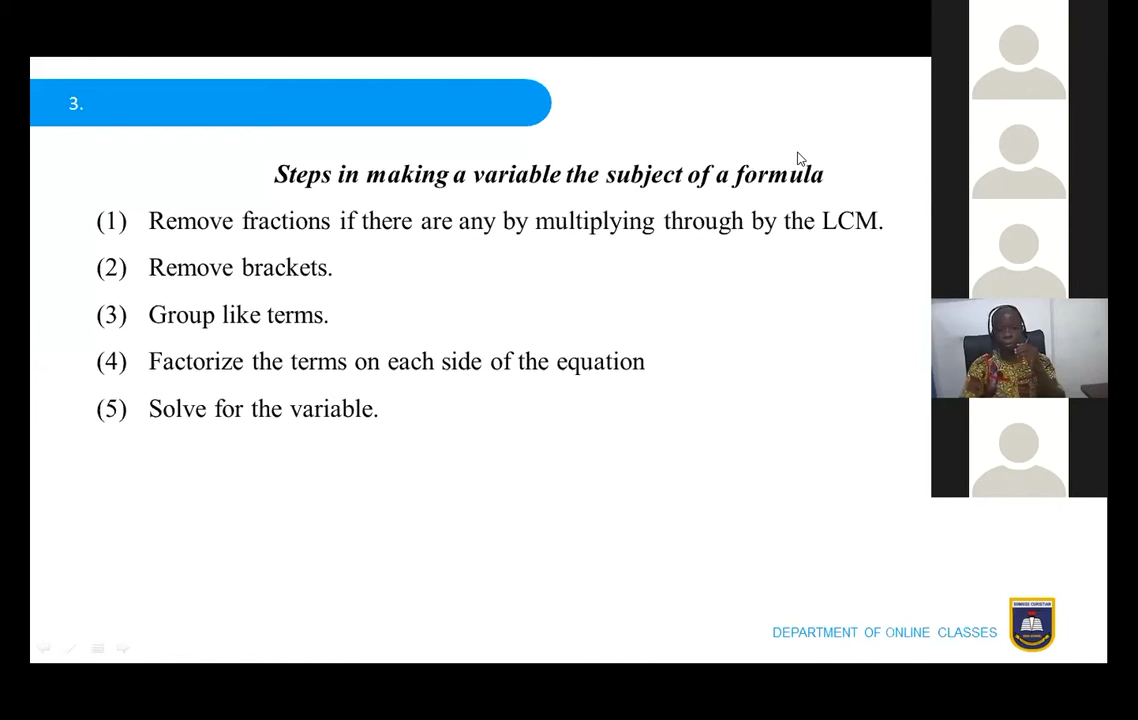 3.
Steps in making a variable the subject of a formula
(1) Remove fractions if there are any by multiplying through by the LCM.
(2) Remove brackets.
(3) Group like terms.
(4) Factorize the terms on each side of the equation
(5) Solve for the variable.
DEPARTMENT OF ONLINE CLASSES